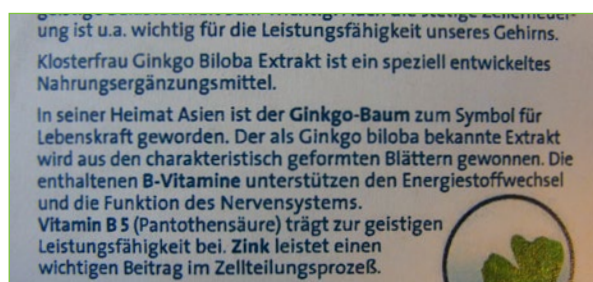 ung ist u.a. wichtig für die Leistungsfähigkeit unseres Gehirns.
Klosterfrau Ginkgo Biloba Extrakt ist ein speziell entwickeltes
Nahrungsergänzungsmittel.
In seiner Heimat Asien ist der Ginkgo-Baum zum Symbol für
Lebenskraft geworden. Der als Ginkgo biloba bekannte Extrakt
wird aus den charakteristisch geformten Blättern gewonnen. Die
enthaltenen B-Vitamine unterstützen den Energiestoffwechsel
und die Funktion des Nervensystems.
Vitamin B 5 (Pantothensäure) trägt zur geistigen
Leistungsfähigkeit bei. Zink leistet einen
wichtigen Beitrag im Zellteilungsprozeß.